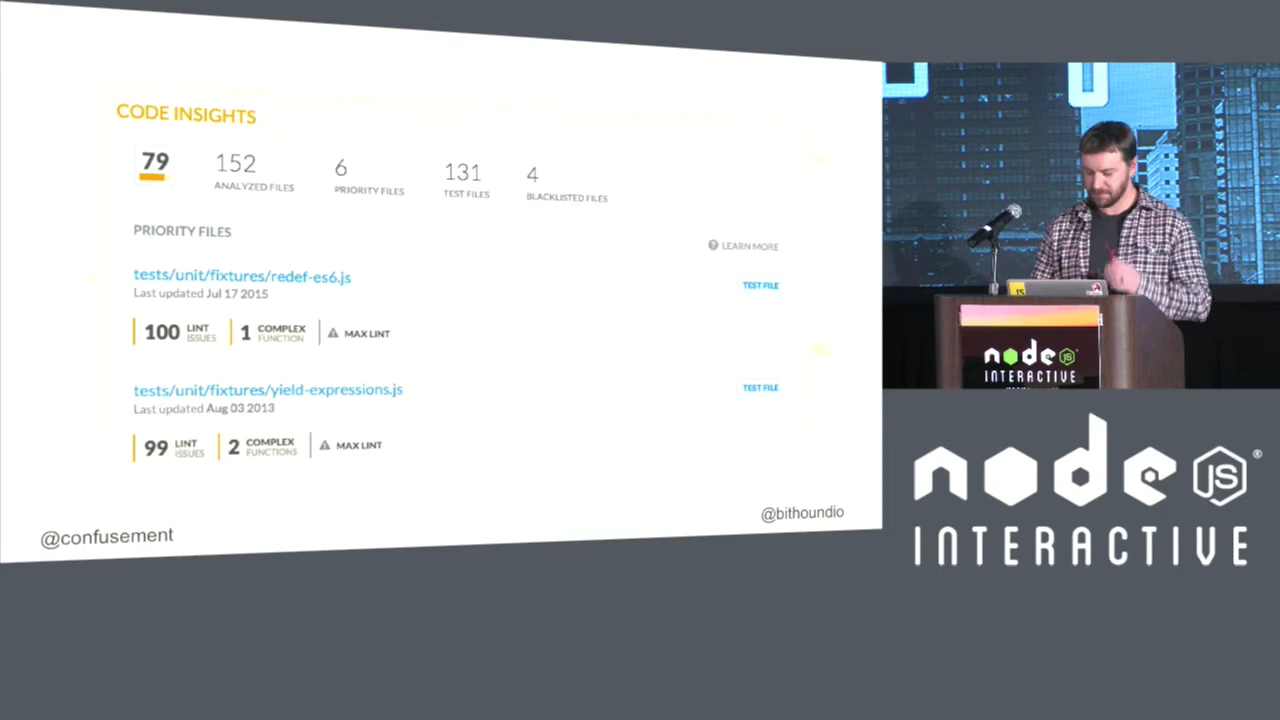 CODE INSIGHTS
79
152
ANALYZED FILES
6
PRIORITY FILES
131
TEST FILES
4
BLACKLISTED FILES
PRIORITY FILES
? LEARN MORE
tests/unit/fixtures/redef-es6.js
Last updated Jul 17 2015
TEST FILE
100 LINT ISSUES
1 COMPLEX FUNCTION
MAX LINT
tests/unit/fixtures/yield-expressions.js
Last updated Aug 03 2013
TEST FILE
99 LINT ISSUES
2 COMPLEX FUNCTIONS
MAX LINT
@confusement
@bithoundio
JS
node JS
INTERACTIVE
node JS ®
INTERACTIVE